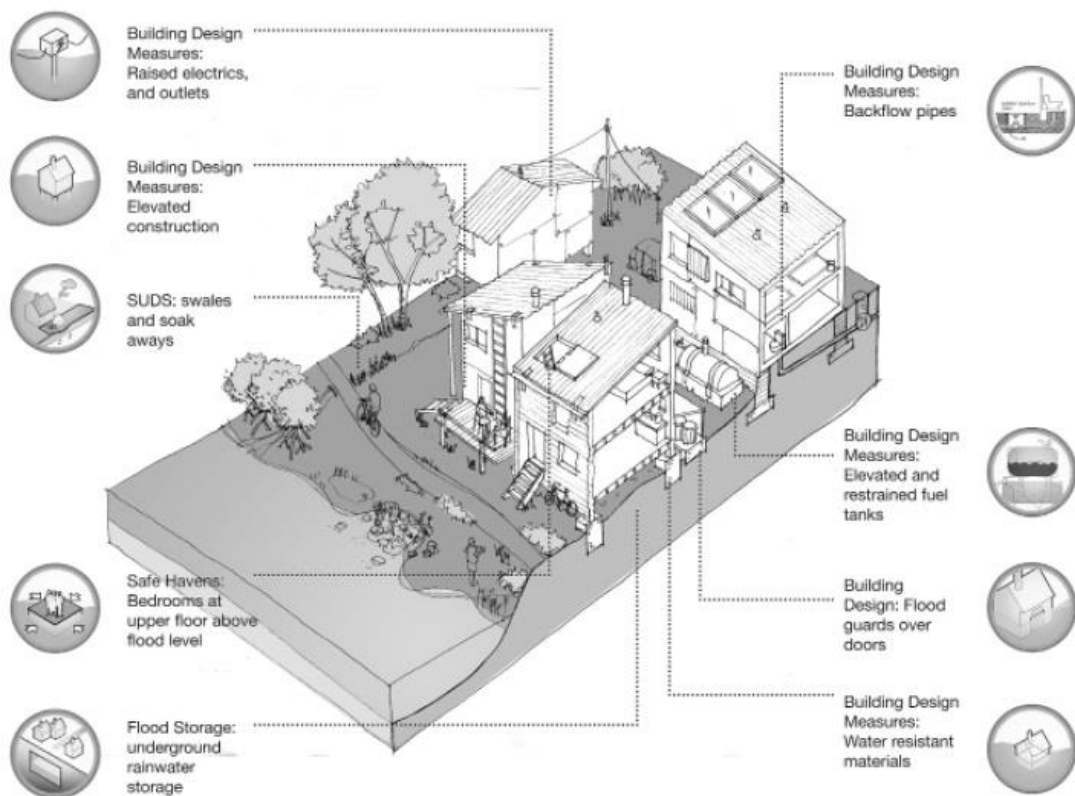 Building Design
Measures:
Raised electrics,
and outlets
Building Design
Measures:
Elevated
construction
SUDS: swales
and soak
aways
Safe Havens:
Bedrooms at
upper floor above
flood level
Flood Storage:
underground
rainwater
storage
Building Design
Measures:
Backflow pipes
Building Design
Measures:
Elevated and
restrained fuel
tanks
Building
Design: Flood
guards over
doors
Building Design
Measures:
Water resistant
materials